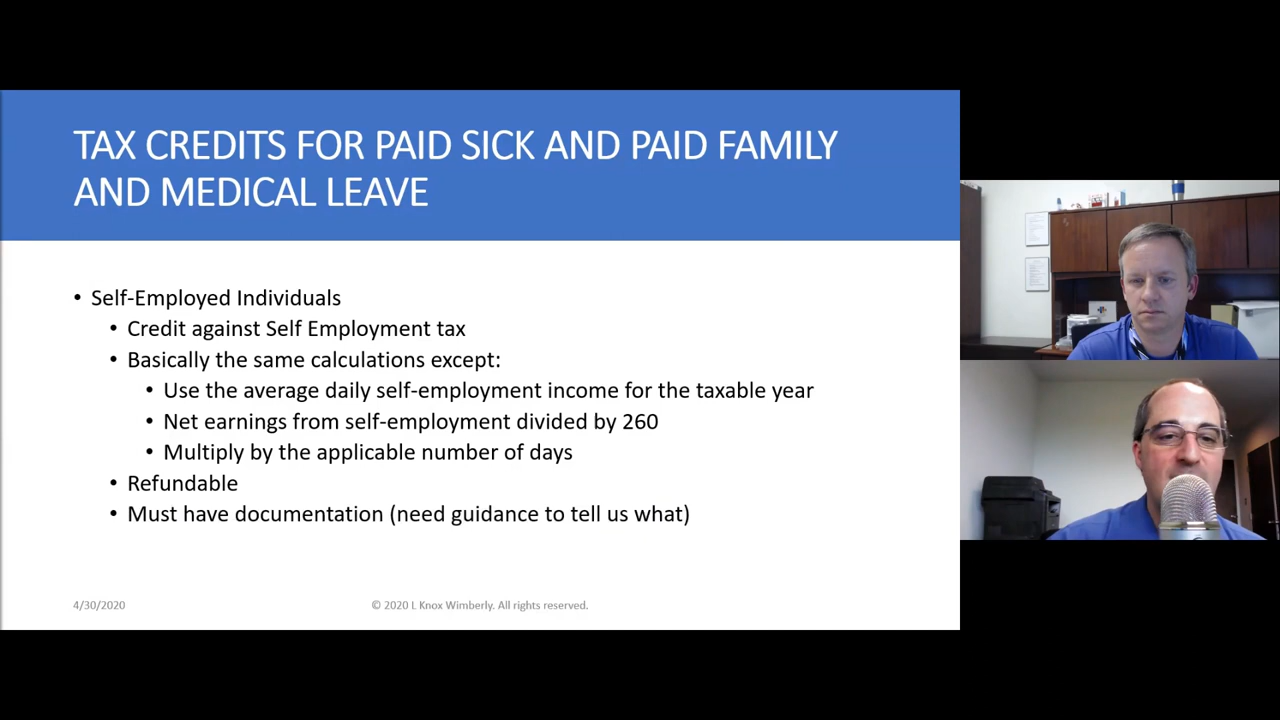 TAX CREDITS FOR PAID SICK AND PAID FAMILY
AND MEDICAL LEAVE
• Self-Employed Individuals
• Credit against Self Employment tax
• Basically the same calculations except:
• Use the average daily self-employment income for the taxable year
• Net earnings from self-employment divided by 260
• Multiply by the applicable number of days
• Refundable
• Must have documentation (need guidance to tell us what)
4/30/2020
© 2020 L Knox Wimberly. All rights reserved.